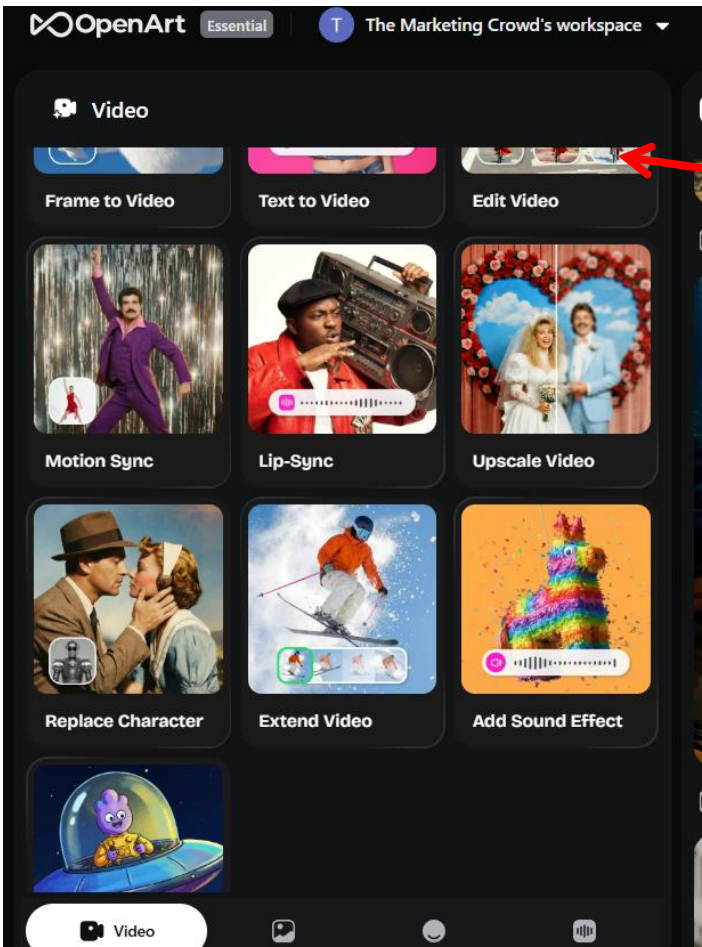 OpenArt Essential T The Marketing Crowd's workspace
Video
Frame to Video Text to Video Edit Video
Motion Sync Lip-Sync Upscale Video
Replace Character Extend Video Add Sound Effect
Video